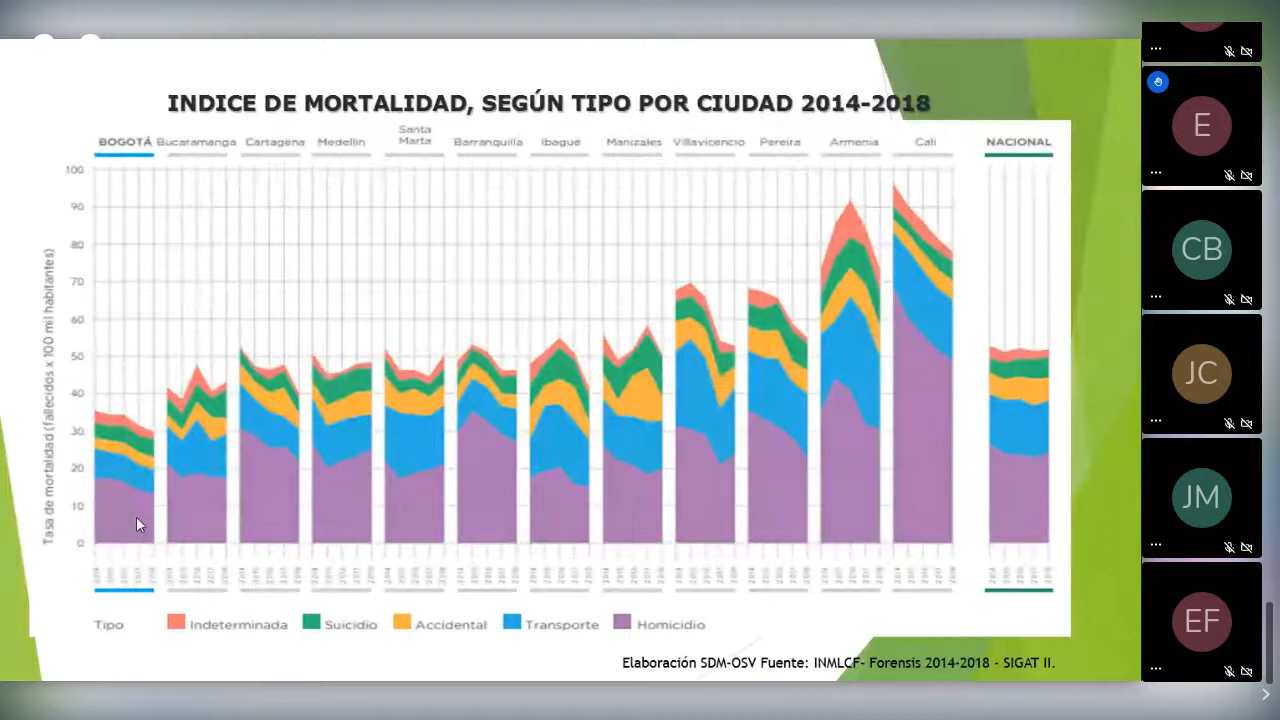 INDICE DE MORTALIDAD, SEGÚN TIPO POR CIUDAD 2014-2018
BOGOTÁ Bucaramanga Cartagena Medellín Santa Marta Barranquilla Ibagué Manizales Villavicencio Pereira Armenia Cali NACIONAL
Tasa de mortalidad (fallecidos x 100 mil habitantes)
100
90
80
70
60
50
40
30
20
10
0
Tipo Indeterminada Suicidio Accidental Transporte Homicidio
Elaboración SDM-OSV Fuente: INMLCF- Forensis 2014-2018 - SIGAT II.
E
CB
JC
JM
EF